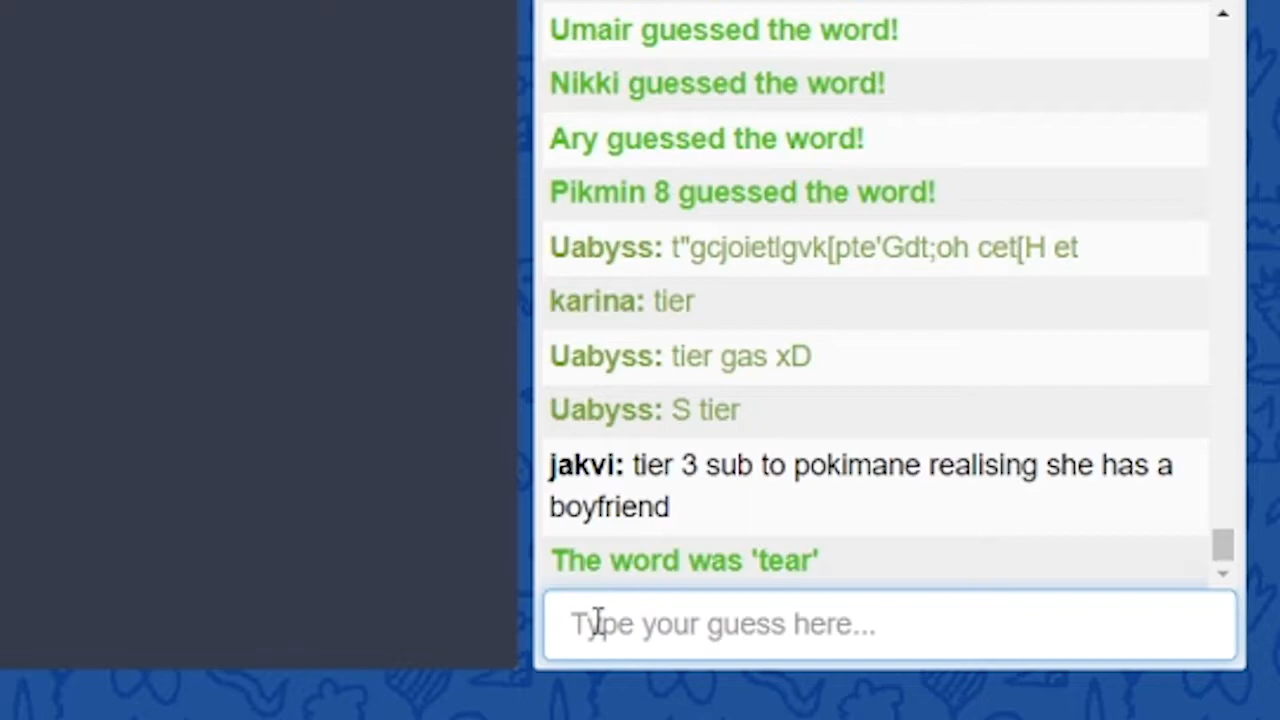 Umair guessed the word!
Nikki guessed the word!
Ary guessed the word!
Pikmin 8 guessed the word!
Uabyss: t"gcjoietlgvk[pte'Gdt;oh cet[H et
karina: tier
Uabyss: tier gas xD
Uabyss: S tier
jakvi: tier 3 sub to pokimane realising she has a
boyfriend
The word was 'tear'
Type your guess here...